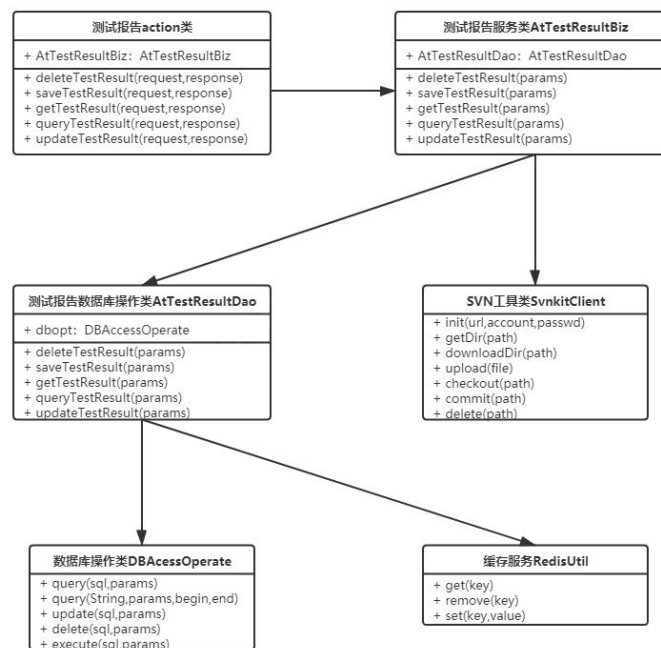 测试报告action类
+ AtTestResultBiz：AtTestResultBiz
+ deleteTestResult(request,response)
+ saveTestResult(request,response)
+ getTestResult(request,response)
+ queryTestResult(request,response)
+ updateTestResult(request,response)
测试报告服务类AtTestResultBiz
+ AtTestResultDao：AtTestResultDao
+ deleteTestResult(params)
+ saveTestResult(params)
+ getTestResult(params)
+ queryTestResult(params)
+ updateTestResult(params)
测试报告数据库操作类AtTestResultDao
+ dbopt：DBAccessOperate
+ deleteTestResult(params)
+ saveTestResult(params)
+ getTestResult(params)
+ queryTestResult(params)
+ updateTestResult(params)
SVN工具类SvnkitClient
+ init(url,account,passwd)
+ getDir(path)
+ downloadDir(path)
+ upload(file)
+ checkout(path)
+ commit(path)
+ delete(path)
数据库操作类DBAcessOperate
+ query(sql,params)
+ query(String,params,begin,end)
+ update(sql,params)
+ delete(sql,params)
+ execute(sql,params)
缓存服务RedisUtil
+ get(key)
+ remove(key)
+ set(key,value)